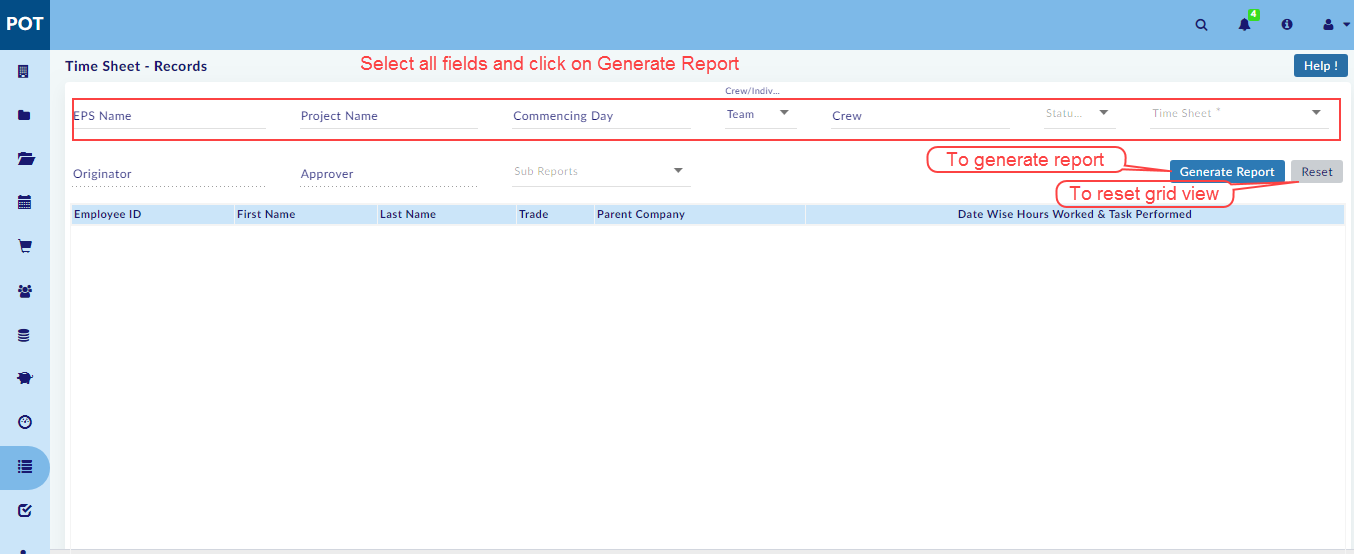 POT
4
Time Sheet - Records
Select all fields and click on Generate Report
Help !
Crew/Indiv...
EPS Name
Project Name
Commencing Day
Team
Crew
Statu...
Time Sheet *
Originator
Approver
Sub Reports
To generate report
Generate Report
Reset
To reset grid view
Employee ID
First Name
Last Name
Trade
Parent Company
Date Wise Hours Worked & Task Performed